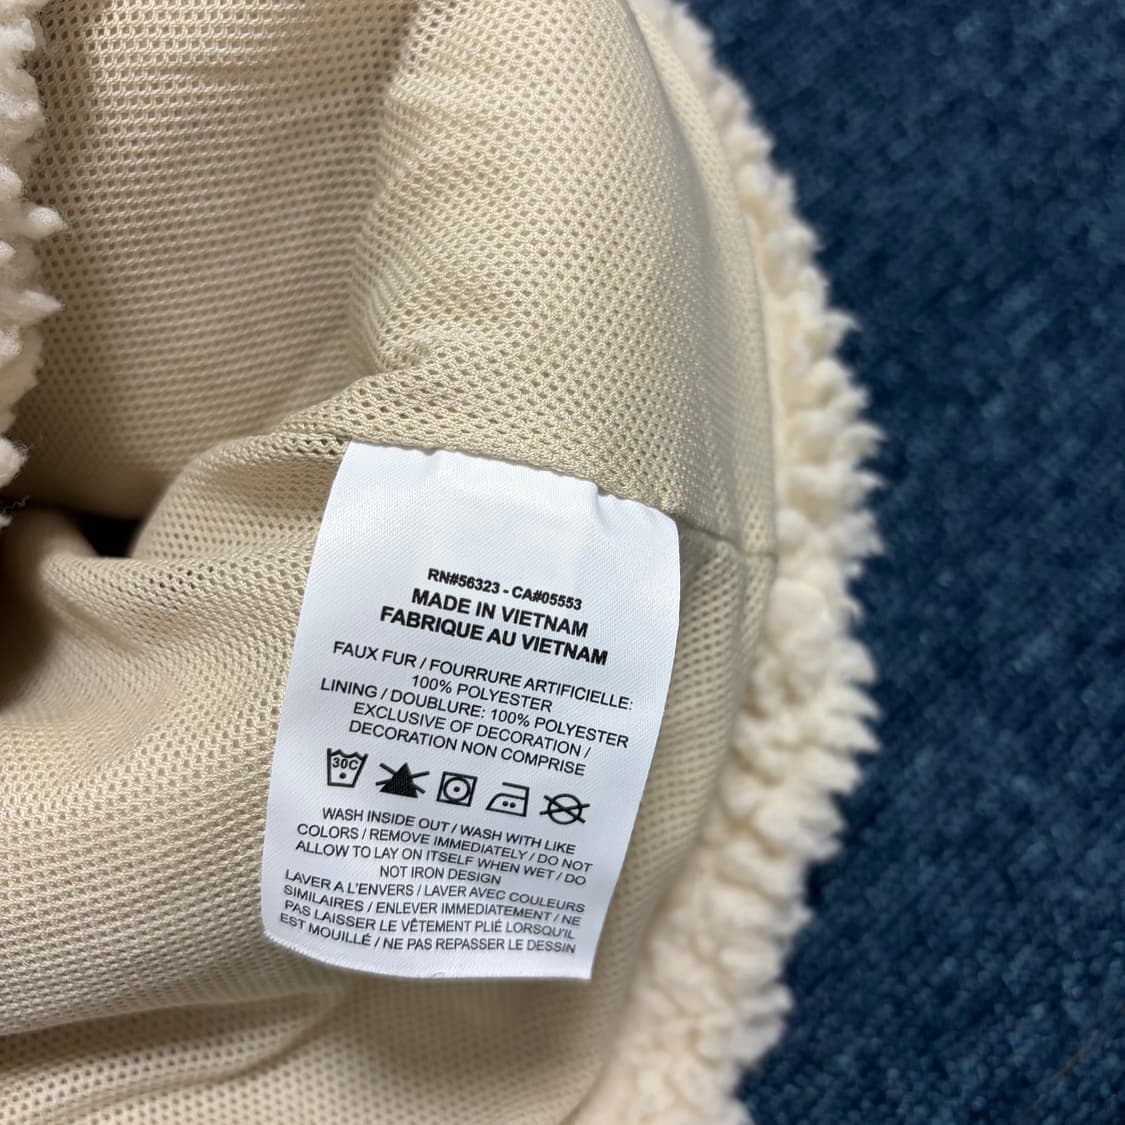 RN#56323 - CA#05553
MADE IN VIETNAM
FABRIQUE AU VIETNAM
FAUX FUR / FOURRURE ARTIFICIELLE:
100% POLYESTER
LINING / DOUBLURE: 100% POLYESTER
EXCLUSIVE OF DECORATION /
DECORATION NON COMPRISE
30C
WASH INSIDE OUT / WASH WITH LIKE
COLORS / REMOVE IMMEDIATELY / DO NOT
ALLOW TO LAY ON ITSELF WHEN WET / DO
NOT IRON DESIGN
LAVER A L'ENVERS / LAVER AVEC COULEURS
SIMILAIRES / ENLEVER IMMEDIATEMENT / NE
PAS LAISSER LE VÊTEMENT PLIÉ LORSQU'IL
EST MOUILLÉ / NE PAS REPASSER LE DESSIN